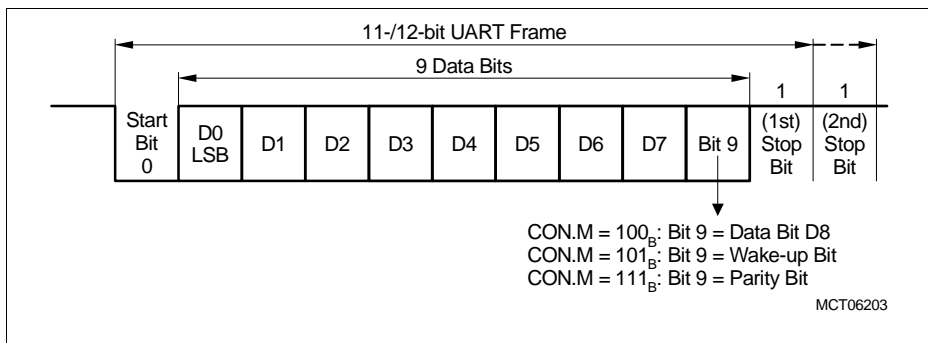 11-/12-bit UART Frame
9 Data Bits
1
1
Start
Bit
0
D0
LSB
D1
D2
D3
D4
D5
D6
D7
Bit 9
(1st)
Stop
Bit
(2nd)
Stop
Bit
CON.M = 100B: Bit 9 = Data Bit D8
CON.M = 101B: Bit 9 = Wake-up Bit
CON.M = 111B: Bit 9 = Parity Bit
MCT06203